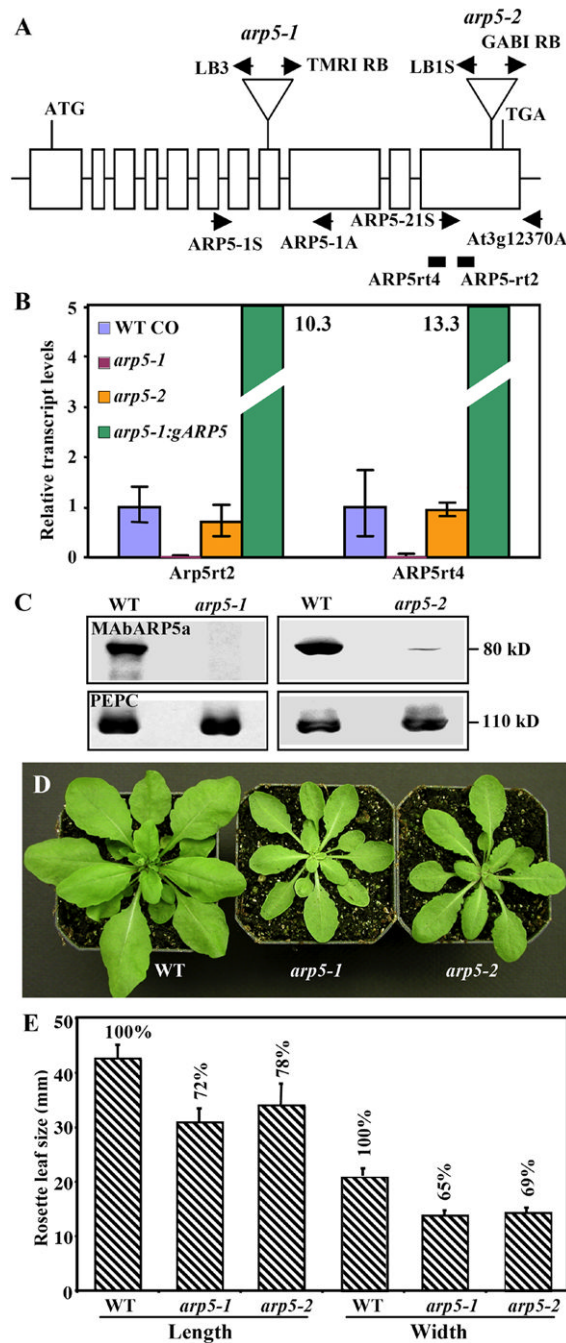 A
arp5-1
arp5-2
LB3
TMRI RB
LB1S
GABI RB
ATG
TGA
ARP5-1S
ARP5-1A
ARP5-21S
At3g12370A
ARP5rt4
ARP5-rt2
B
Relative transcript levels
5
4
3
2
1
0
WT CO
arp5-1
arp5-2
arp5-1:gARP5
10.3
13.3
Arp5rt2
ARP5rt4
C
WT
arp5-1
WT
arp5-2
MAbARP5a
80 kD
PEPC
110 kD
D
WT
arp5-1
arp5-2
E
Rosette leaf size (mm)
50
40
30
20
10
0
100%
72%
78%
100%
65%
69%
WT
arp5-1
arp5-2
WT
arp5-1
arp5-2
Length
Width